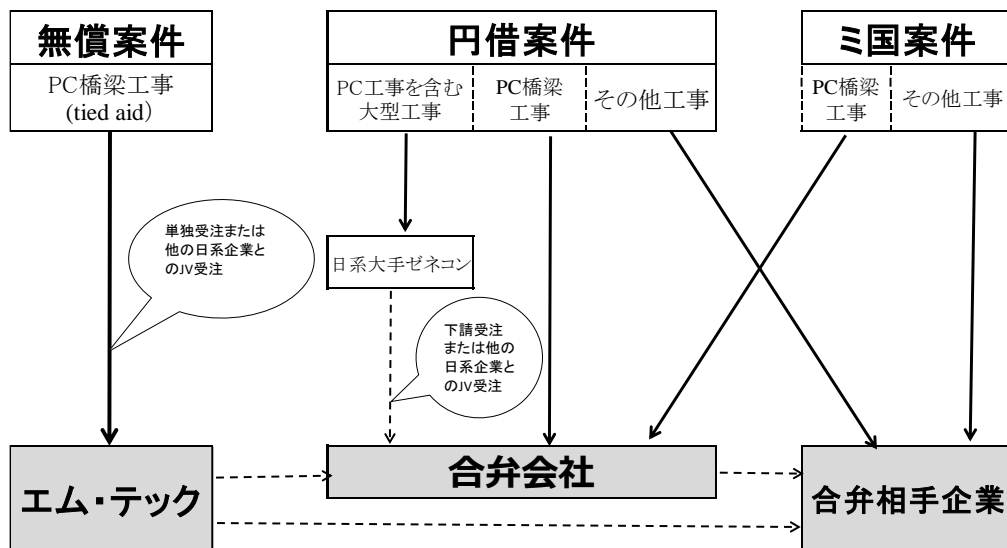 無償案件
PC橋梁工事
(tied aid)
円借案件
PC工事を含む
大型工事
PC橋梁
工事
その他工事
ミ国案件
PC橋梁
工事
その他工事
単独受注または
他の日系企業と
のJV受注
日系大手ゼネコン
下請受注
または他の
日系企業と
のJV受注
エム・テック
合弁会社
合弁相手企業